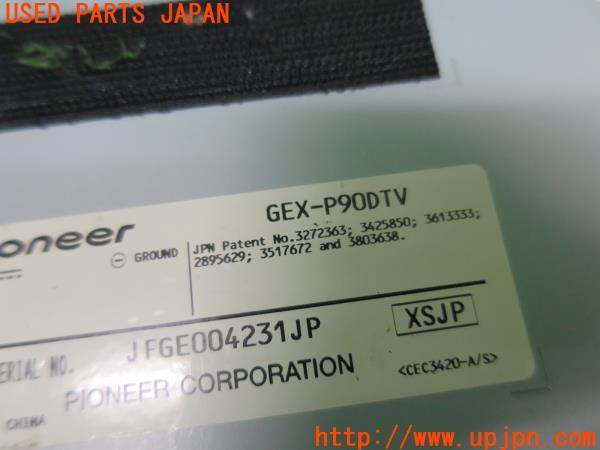 USED PARTS JAPAN
GEX-P90DTV
oneer
⊖ GROUND
JPN Patent No.3272363; 3425850; 3613333;
2895629; 3517672 and 3803638.
ERIAL NO.
JFGE004231JP
XSJP
CHINA
PIONEER CORPORATION
<CEC3420-A/S>
http://www.upjpn.com/